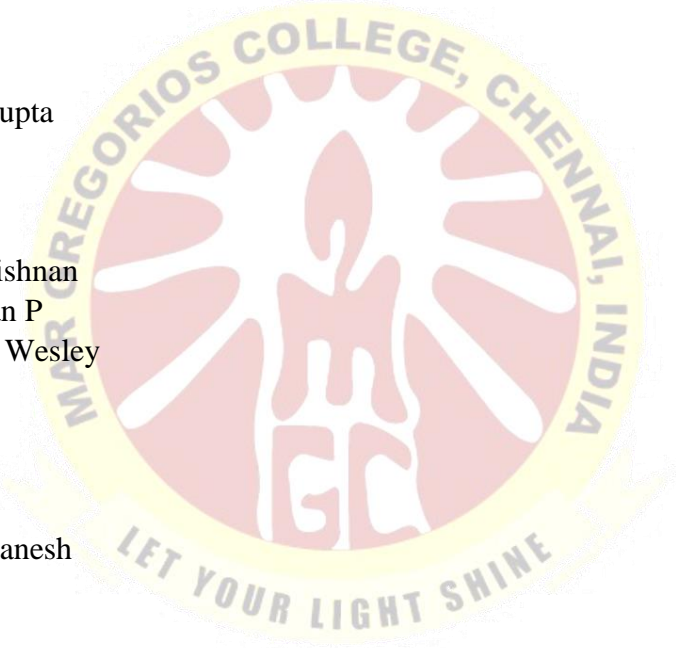 MAR GREGORIOS COLLEGE, CHENNAI, INDIA
upta
ishnan
n P
Wesley
MGC
anesh
LET YOUR LIGHT SHINE